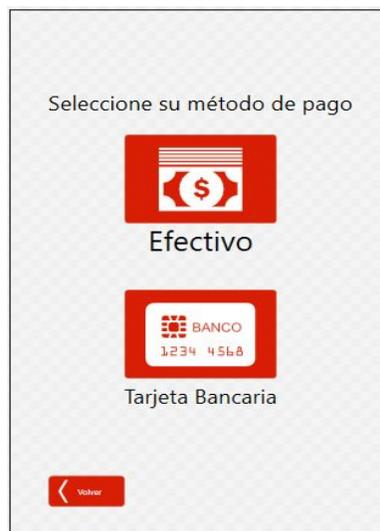 Seleccione su método de pago
$
Efectivo
BANCO
1234 4568
Tarjeta Bancaria
Volver